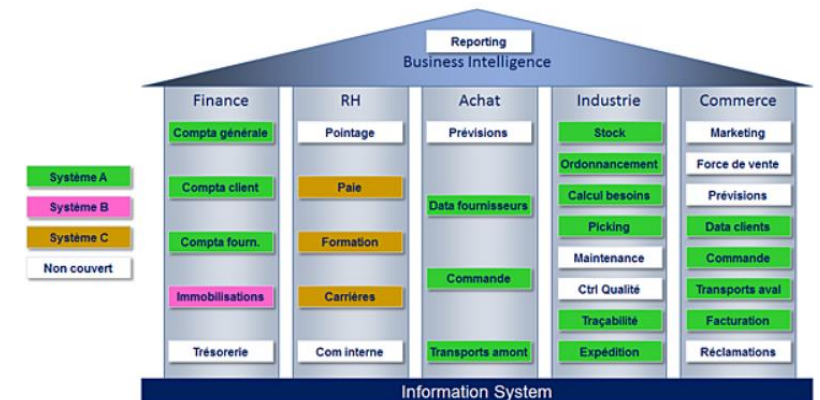 Reporting
Business Intelligence
Finance
Compta générale
Compta client
Compta fourn.
Immobilisations
Trésorerie
RH
Pointage
Paie
Formation
Carrières
Com interne
Achat
Prévisions
Data fournisseurs
Commande
Transports amont
Industrie
Stock
Ordonnancement
Calcul besoins
Picking
Maintenance
Ctrl Qualité
Traçabilité
Expédition
Commerce
Marketing
Force de vente
Prévisions
Data clients
Commande
Transports aval
Facturation
Réclamations
Système A
Système B
Système C
Non couvert
Information System